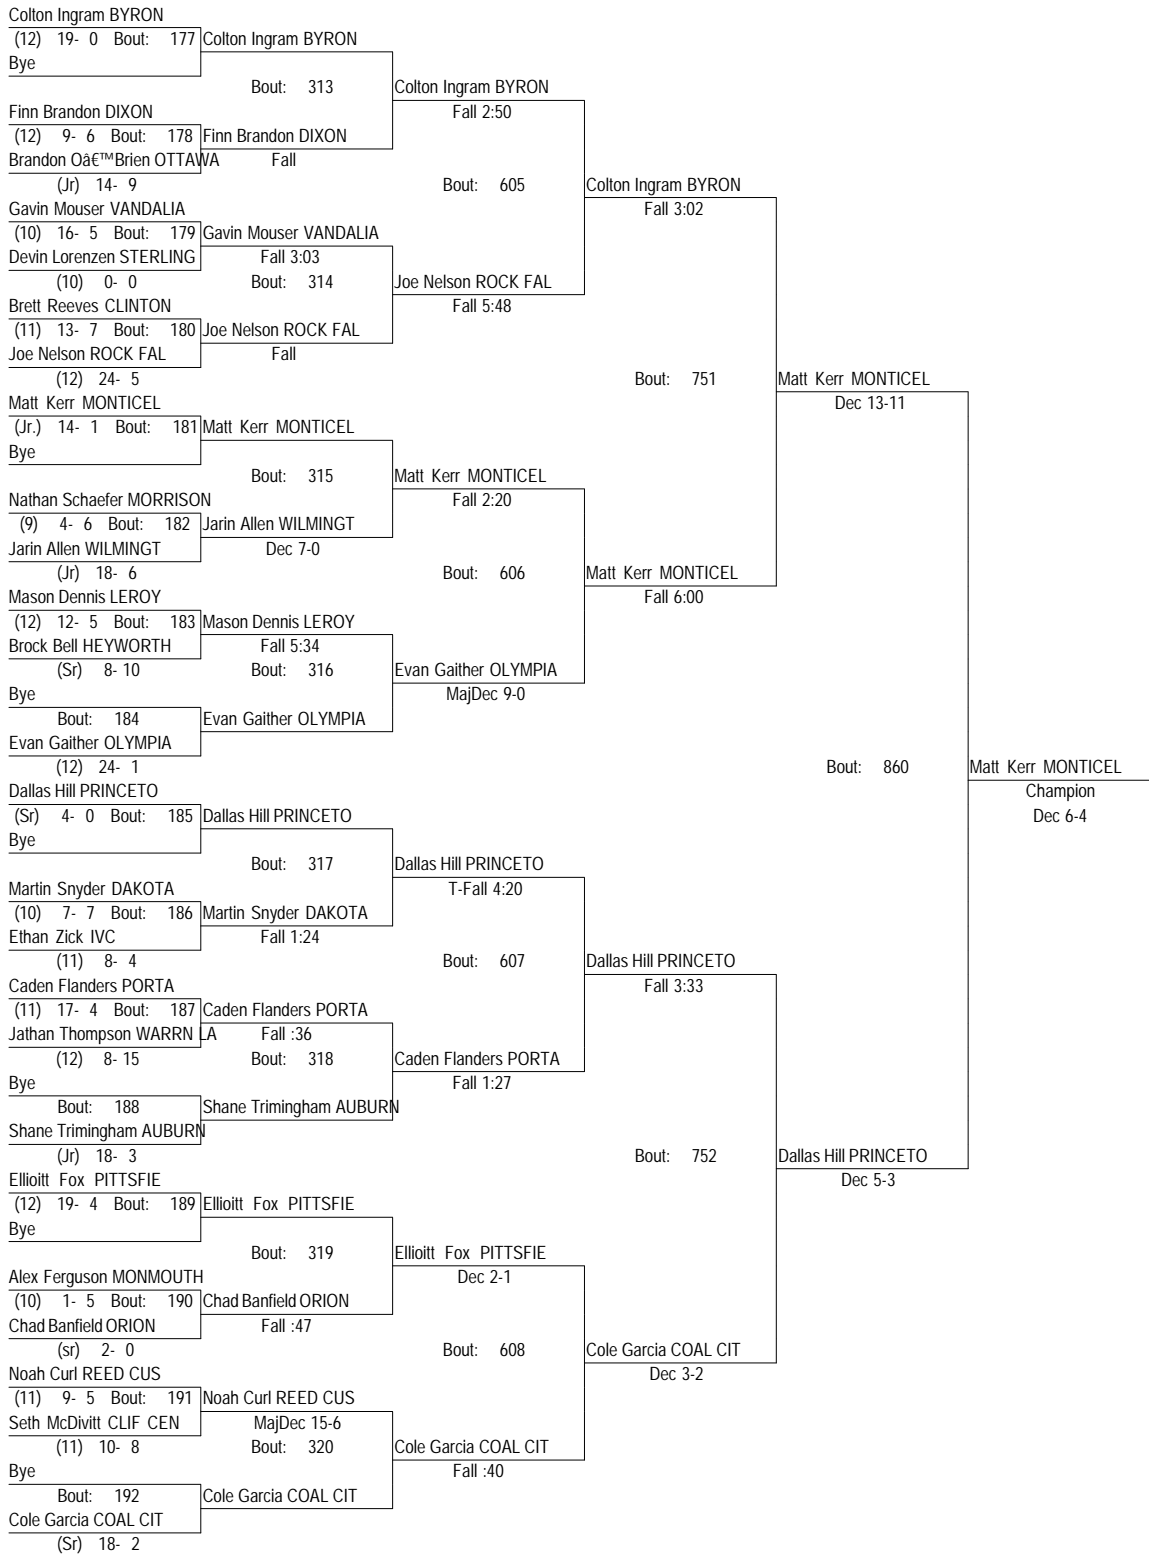 Colton Ingram BYRON
(12) 19- 0 Bout: 177 Colton Ingram BYRON
Bye
Bout: 313 Colton Ingram BYRON
Finn Brandon DIXON Fall 2:50
(12) 9- 6 Bout: 178 Finn Brandon DIXON
Brandon Oâ€™Brien OTTAWA Fall
(Jr) 14- 9 Bout: 605 Colton Ingram BYRON
Gavin Mouser VANDALIA Fall 3:02
(10) 16- 5 Bout: 179 Gavin Mouser VANDALIA
Devin Lorenzen STERLING Fall 3:03
(10) 0- 0 Bout: 314 Joe Nelson ROCK FAL
Brett Reeves CLINTON Fall 5:48
(11) 13- 7 Bout: 180 Joe Nelson ROCK FAL
Joe Nelson ROCK FAL Fall
(12) 24- 5 Bout: 751 Matt Kerr MONTICEL
Matt Kerr MONTICEL Dec 13-11
(Jr.) 14- 1 Bout: 181 Matt Kerr MONTICEL
Bye
Bout: 315 Matt Kerr MONTICEL
Nathan Schaefer MORRISON Fall 2:20
(9) 4- 6 Bout: 182 Jarin Allen WILMINGT
Jarin Allen WILMINGT Dec 7-0
(Jr) 18- 6 Bout: 606 Matt Kerr MONTICEL
Mason Dennis LEROY Fall 6:00
(12) 12- 5 Bout: 183 Mason Dennis LEROY
Brock Bell HEYWORTH Fall 5:34
(Sr) 8- 10 Bout: 316 Evan Gaither OLYMPIA
Bye MajDec 9-0
Bout: 184 Evan Gaither OLYMPIA
Evan Gaither OLYMPIA
(12) 24- 1 Bout: 860 Matt Kerr MONTICEL
Dallas Hill PRINCETO Champion
(Sr) 4- 0 Bout: 185 Dallas Hill PRINCETO Dec 6-4
Bye
Bout: 317 Dallas Hill PRINCETO
Martin Snyder DAKOTA T-Fall 4:20
(10) 7- 7 Bout: 186 Martin Snyder DAKOTA
Ethan Zick IVC Fall 1:24
(11) 8- 4 Bout: 607 Dallas Hill PRINCETO
Caden Flanders PORTA Fall 3:33
(11) 17- 4 Bout: 187 Caden Flanders PORTA
Jathan Thompson WARRN LA Fall :36
(12) 8- 15 Bout: 318 Caden Flanders PORTA
Bye Fall 1:27
Bout: 188 Shane Trimingham AUBURN
Shane Trimingham AUBURN
(Jr) 18- 3 Bout: 752 Dallas Hill PRINCETO
Ellioitt Fox PITTSFIE Dec 5-3
(12) 19- 4 Bout: 189 Ellioitt Fox PITTSFIE
Bye
Bout: 319 Ellioitt Fox PITTSFIE
Alex Ferguson MONMOUTH Dec 2-1
(10) 1- 5 Bout: 190 Chad Banfield ORION
Chad Banfield ORION Fall :47
(sr) 2- 0 Bout: 608 Cole Garcia COAL CIT
Noah Curl REED CUS Dec 3-2
(11) 9- 5 Bout: 191 Noah Curl REED CUS
Seth McDivitt CLIF CEN MajDec 15-6
(11) 10- 8 Bout: 320 Cole Garcia COAL CIT
Bye Fall :40
Bout: 192 Cole Garcia COAL CIT
Cole Garcia COAL CIT
(Sr) 18- 2